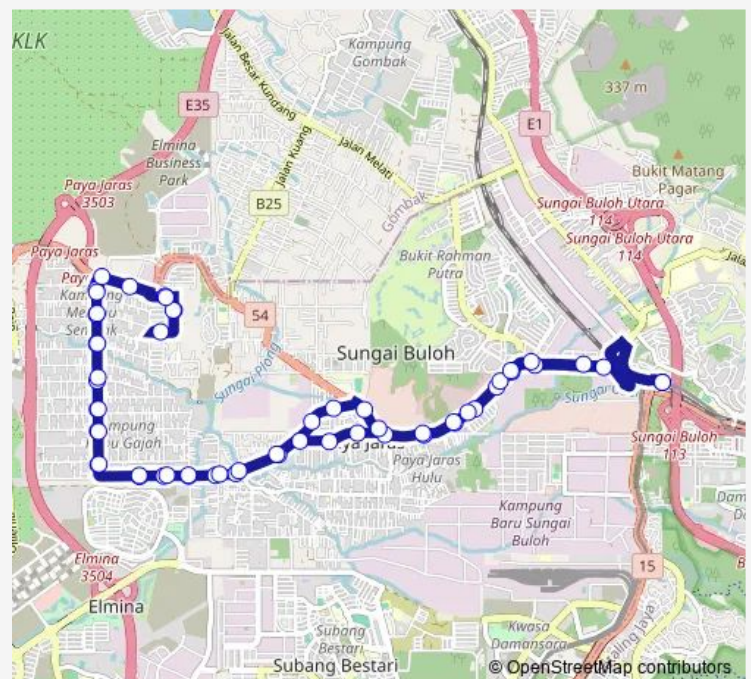 KLK
Kampung
Gombak
Jalan Besar Kundang
337 m
E35
E1
Elmina
Business
Park
Jalan Kuang
Jalan Melati
Bukit Matang
Pagar
Paya Jaras
3503
B25
Gombak
Sungai Buloh Utara
114
Sungai Buloh Utara
114
Paya Jaras
Bukit Rahman
Putra
54
Sungai Buloh
Sungai Plong
Paya Jaras
Hulu
Sungai Buloh
113
Kampung
Baru Sungai
Buloh
Elmina
3504
15
Elmina
Subang
Bestari
Kwasa
Damansara
Subang Bestari
© OpenStreetMap contributors